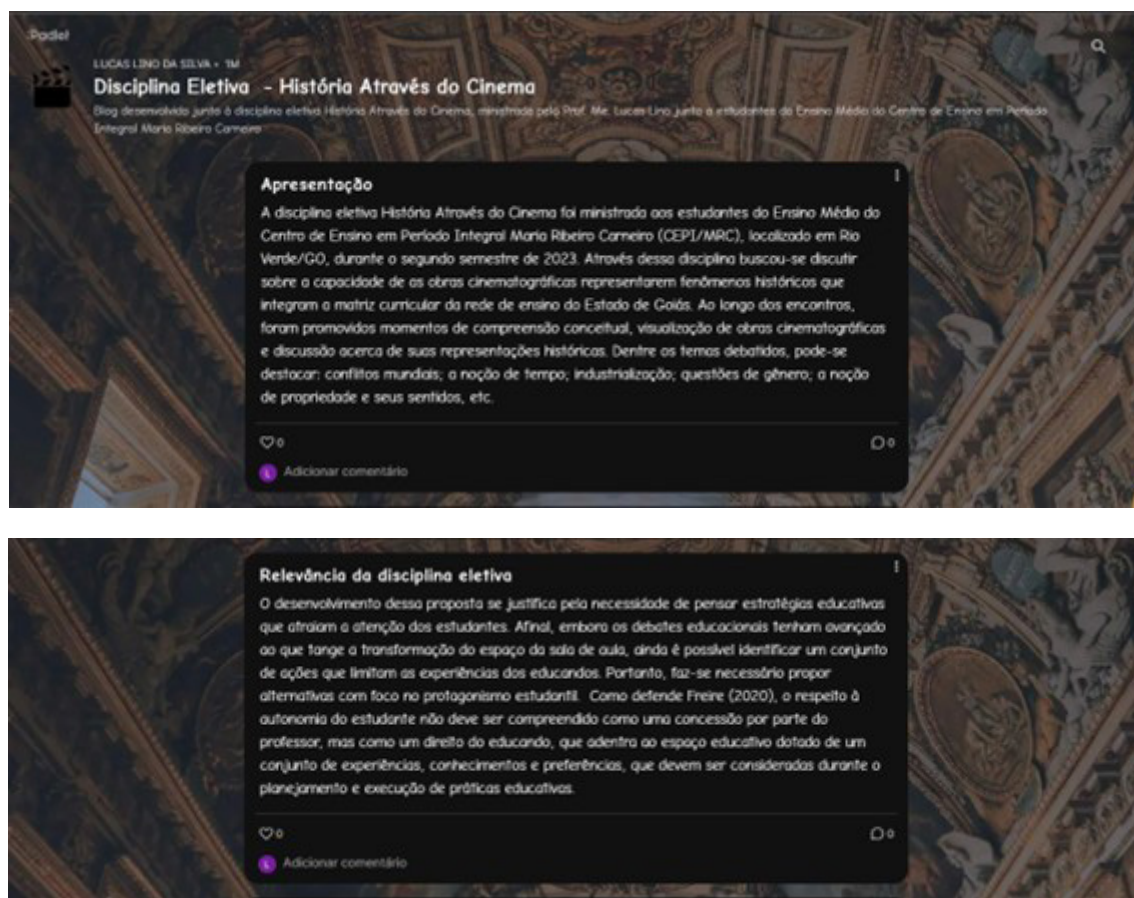 :Padlet
LUCAS LINO DA SILVA • 1M
Disciplina Eletiva - História Através do Cinema
Blog desenvolvido junto à disciplina eletiva História Através do Cinema, ministrada pelo Prof. Me. Lucas Lino junto a estudantes do Ensino Médio do Centro de Ensino em Período
Integral Maria Ribeiro Carneiro
Apresentação
A disciplina eletiva História Através do Cinema foi ministrada aos estudantes do Ensino Médio do
Centro de Ensino em Período Integral Maria Ribeiro Carneiro (CEPI/MRC), localizado em Rio
Verde/GO, durante o segundo semestre de 2023. Através dessa disciplina buscou-se discutir
sobre a capacidade de as obras cinematográficas representarem fenômenos históricos que
integram a matriz curricular da rede de ensino do Estado de Goiás. Ao longo dos encontros,
foram promovidos momentos de compreensão conceitual, visualização de obras cinematográficas
e discussão acerca de suas representações históricas. Dentre os temas debatidos, pode-se
destacar: conflitos mundiais; a noção de tempo; industrialização; questões de gênero; a noção
de propriedade e seus sentidos, etc.
0 0
L Adicionar comentário
Relevância da disciplina eletiva
O desenvolvimento dessa proposta se justifica pela necessidade de pensar estratégias educativas
que atraiam a atenção dos estudantes. Afinal, embora os debates educacionais tenham avançado
ao que tange a transformação do espaço da sala de aula, ainda é possível identificar um conjunto
de ações que limitam as experiências dos educandos. Portanto, faz-se necessário propor
alternativas com foco no protagonismo estudantil. Como defende Freire (2020), o respeito à
autonomia do estudante não deve ser compreendido como uma concessão por parte do
professor, mas como um direito do educando, que adentra ao espaço educativo dotado de um
conjunto de experiências, conhecimentos e preferências, que devem ser consideradas durante o
planejamento e execução de práticas educativas.
0 0
L Adicionar comentário